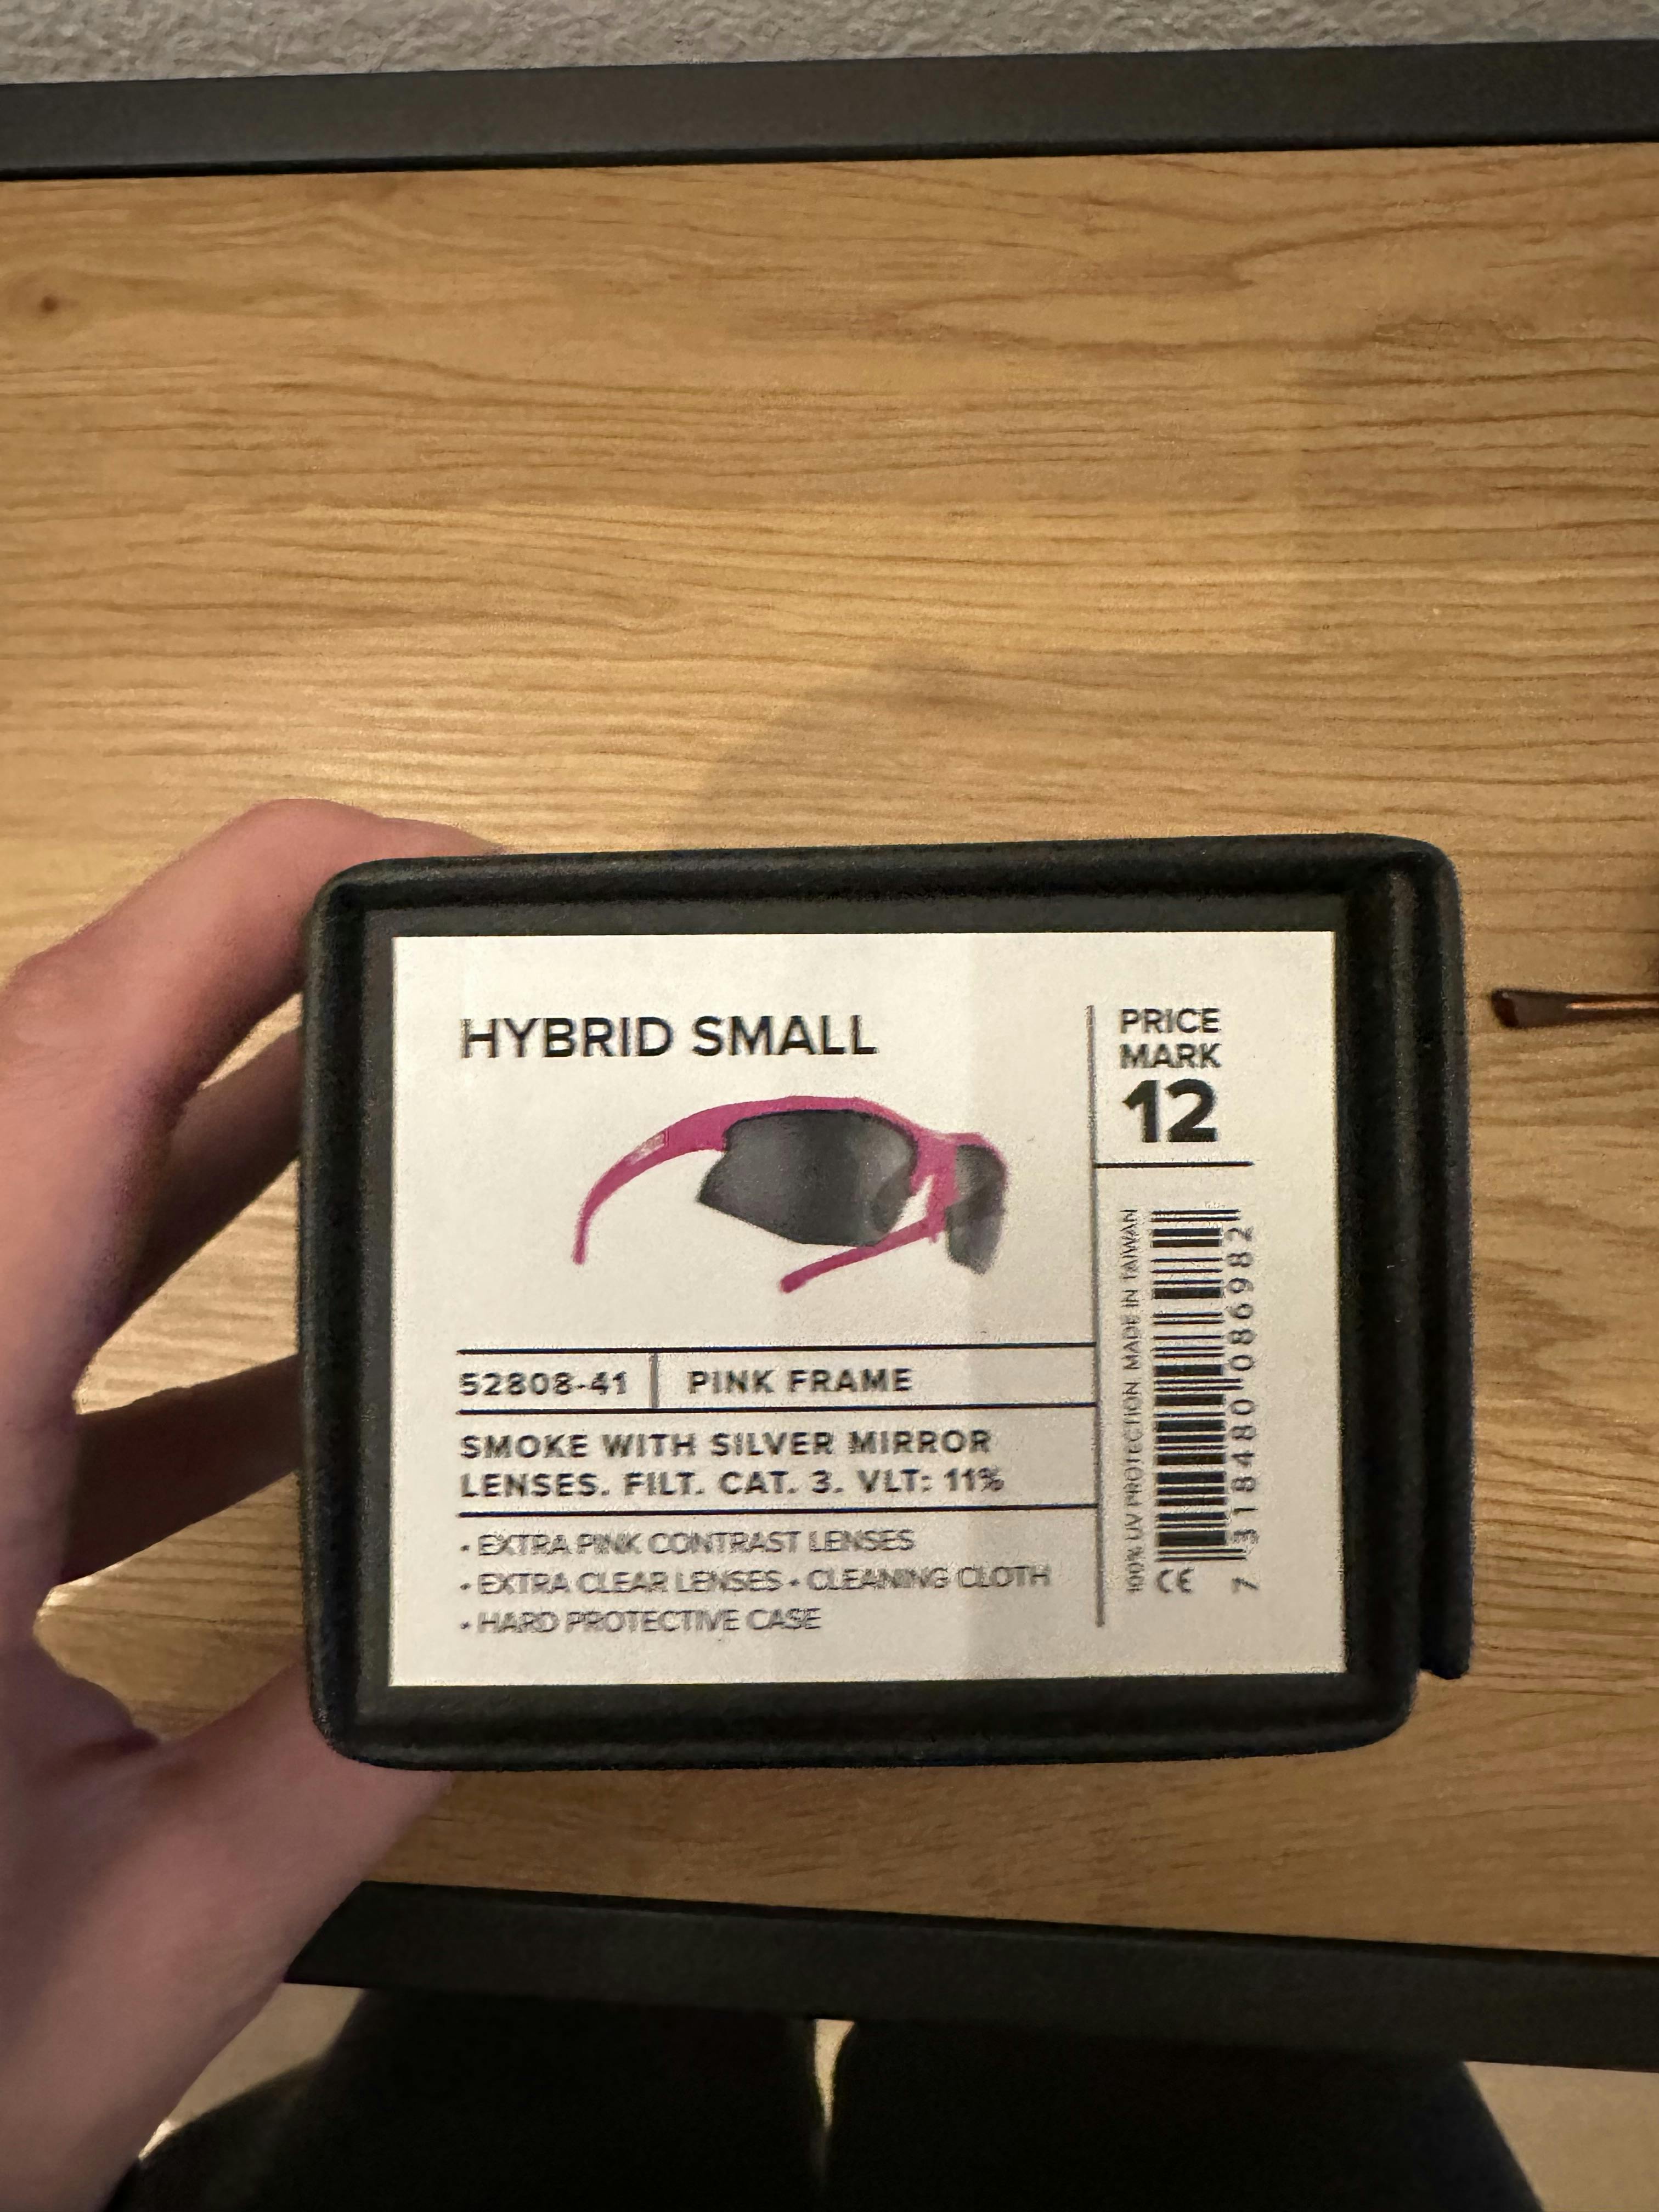 HYBRID SMALL
PRICE
MARK
12
52808-41
PINK FRAME
SMOKE WITH SILVER MIRROR
LENSES. FILT. CAT. 3. VLT: 11%
• EXTRA PINK CONTRAST LENSES
• EXTRA CLEAR LENSES • CLEANING CLOTH
• HARD PROTECTIVE CASE
100% UV PROTECTION MADE IN TAIWAN
CE
7 318480 086982